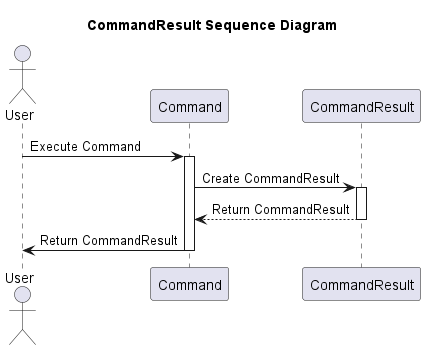 CommandResult Sequence Diagram
User
Command
CommandResult
Execute Command
Create CommandResult
Return CommandResult
Return CommandResult
User
Command
CommandResult